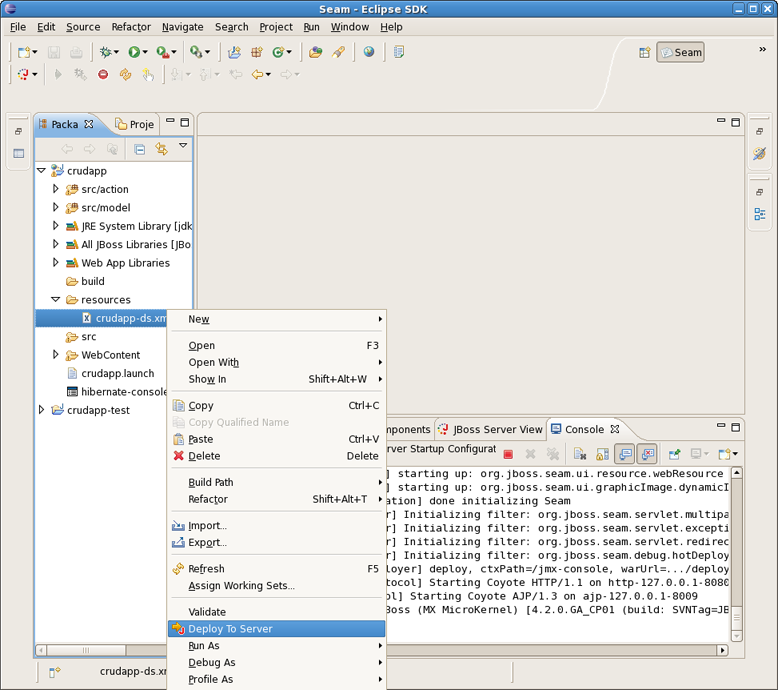 Seam - Eclipse SDK
File Edit Source Refactor Navigate Search Project Run Window Help
Seam
»
Packa
Proje
crudapp
src/action
src/model
JRE System Library [jdk
All JBoss Libraries [JBo
Web App Libraries
build
resources
crudapp-ds.xm
src
WebContent
crudapp.launch
hibernate-console
crudapp-test
New
Open F3
Open With
Show In Shift+Alt+W
Copy Ctrl+C
Copy Qualified Name
Paste Ctrl+V
Delete Delete
Build Path
Refactor Shift+Alt+T
Import...
Export...
Refresh F5
Assign Working Sets...
Validate
Deploy To Server
Run As
Debug As
Profile As
mponents JBoss Server View Console
rver Startup Configurat
] starting up: org.jboss.seam.ui.resource.webResource
] starting up: org.jboss.seam.ui.graphicImage.dynamicI
ation] done initializing Seam
r] Initializing filter: org.jboss.seam.servlet.multipa
r] Initializing filter: org.jboss.seam.servlet.excepti
r] Initializing filter: org.jboss.seam.servlet.redirec
r] Initializing filter: org.jboss.seam.debug.hotDeploy
loyer] deploy, ctxPath=/jmx-console, warUrl=.../deploy
tocol] Starting Coyote HTTP/1.1 on http-127.0.0.1-8080
ol] Starting Coyote AJP/1.3 on ajp-127.0.0.1-8009
Boss (MX MicroKernel) [4.2.0.GA_CP01 (build: SVNTag=JB
crudapp-ds.xm